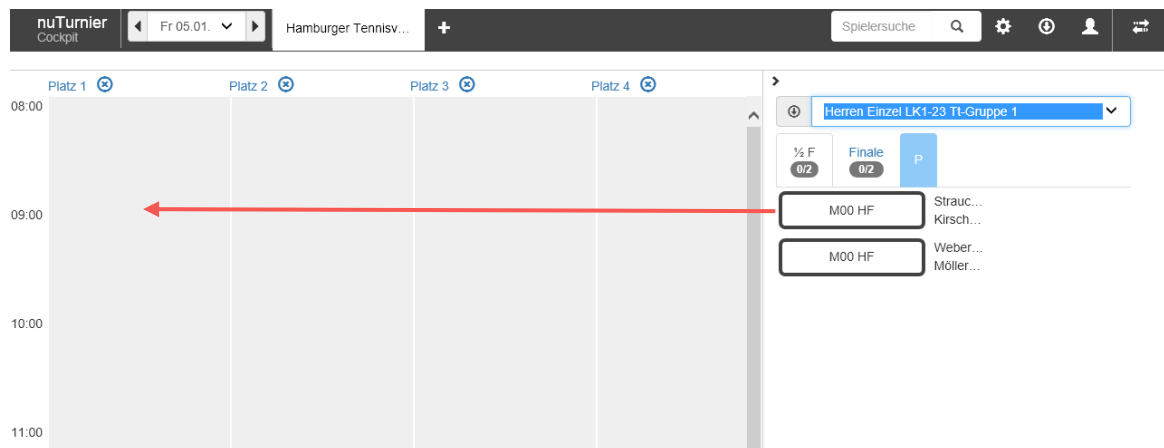 nuTurnier
Cockpit
Fr 05.01.
Hamburger Tennisv...
Spielersuche
Platz 1
Platz 2
Platz 3
Platz 4
08:00
09:00
10:00
11:00
Herren Einzel LK1-23 Tt-Gruppe 1
½ F
0/2
Finale
0/2
P
M00 HF
Strauc...
Kirsch...
M00 HF
Weber...
Möller...